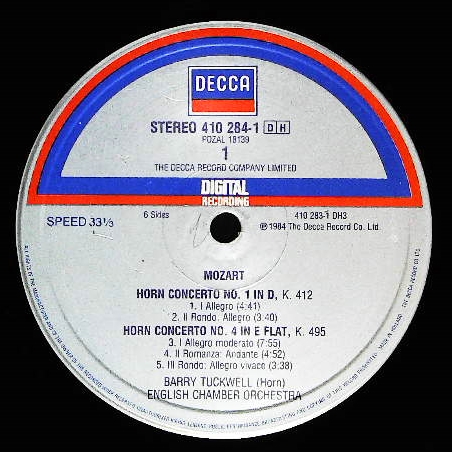 DECCA
STEREO 410 284-1 DH
POZAL 18139
1
THE DECCA RECORD COMPANY LIMITED
DIGITAL
RECORDING
SPEED 33⅓
6 Sides
410 283-1 DH3
℗ 1984 The Decca Record Co. Ltd.
MOZART
HORN CONCERTO NO. 1 IN D, K. 412
1. I Allegro (4:41)
2. II Rondo: Allegro (3:40)
HORN CONCERTO NO. 4 IN E FLAT, K. 495
3. I Allegro moderato (7:55)
4. II Romanza: Andante (4:52)
5. III Rondo: Allegro vivace (3:38)
BARRY TUCKWELL (Horn)
ENGLISH CHAMBER ORCHESTRA
MADE IN HOLLAND